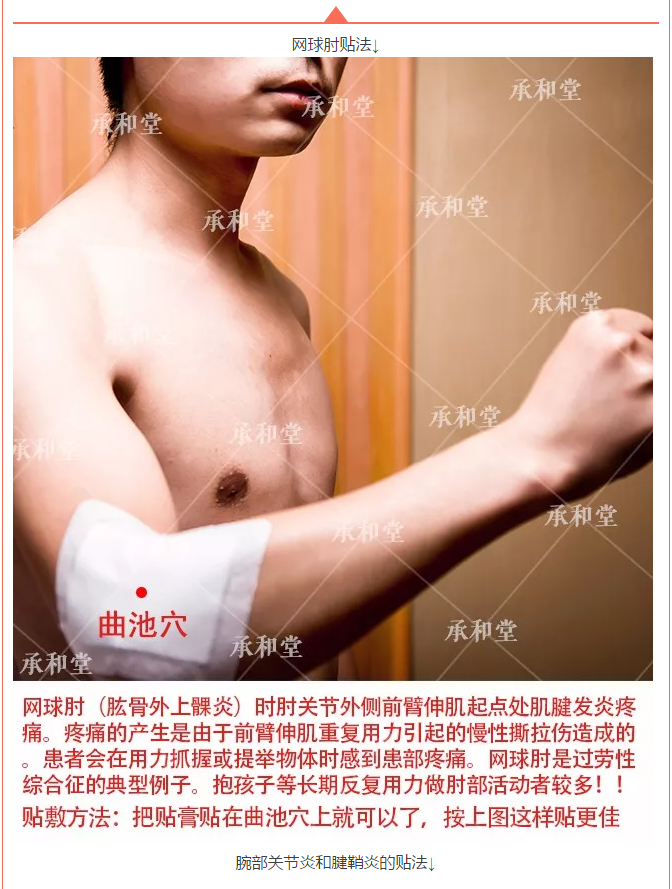 网球肘贴法↓
承和堂
承和堂
承和堂
承和堂
承和堂
承和堂
承和堂
承和堂
承和堂
承和堂
承和堂
承和堂
承和堂
承和堂
曲池穴
承和堂
网球肘（肱骨外上髁炎）时肘关节外侧前臂伸肌起点处肌腱发炎疼
痛。疼痛的产生是由于前臂伸肌重复用力引起的慢性撕拉伤造成的
。患者会在用力抓握或提举物体时感到患部疼痛。网球肘是过劳性
综合征的典型例子。抱孩子等长期反复用力做肘部活动者较多！！
贴敷方法：把贴膏贴在曲池穴上就可以了，按上图这样贴更佳
腕部关节炎和腱鞘炎的贴法↓